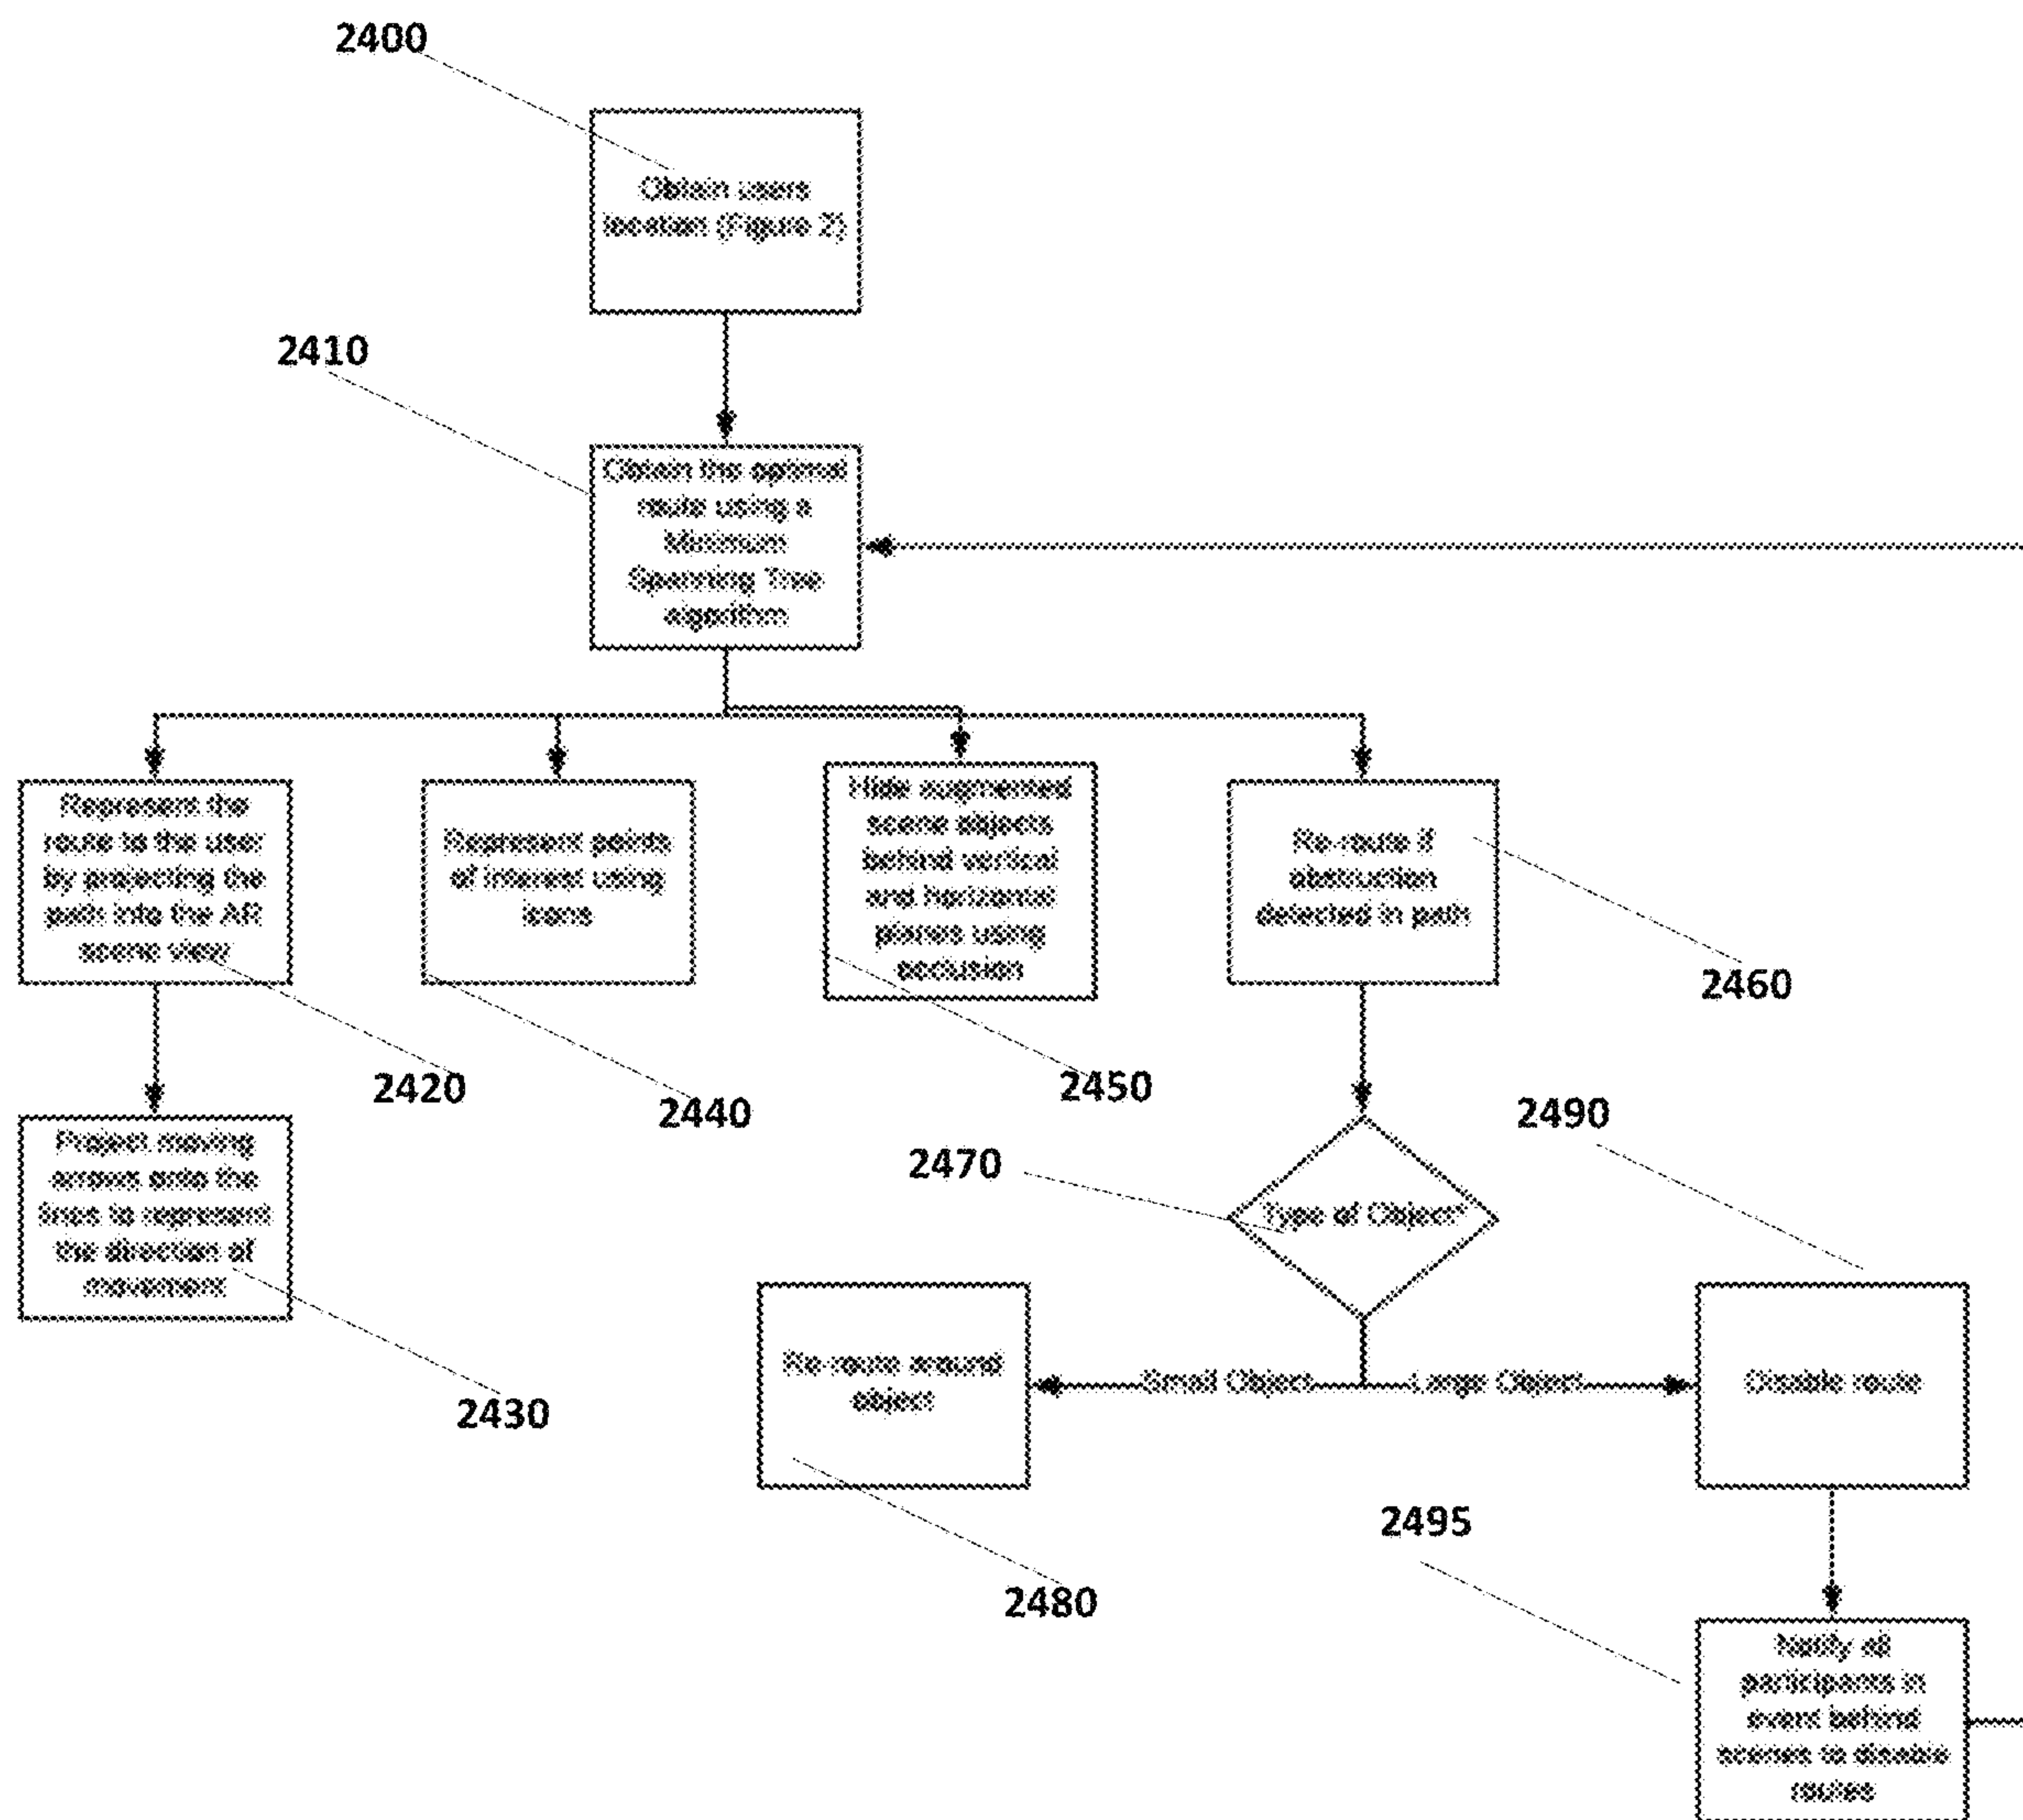 2400
Obtain users
location (Figure 2)
2410
Obtain the optimal
route using a
Minimum
Spanning Tree
algorithm
Represent the
route to the user
by projecting the
path into the AR
scene view
Represent points
of interest using
icons
Hide augmented
scene objects
behind vertical
and horizontal
planes using
occlusion
Re-route if
obstruction
detected in path
2460
2420
2440
2450
2490
2470
Project moving
arrows onto the
lines to represent
the direction of
movement
Type of Object?
Re-route around
object
Small Object
Large Object
Disable route
2430
2495
2480
Notify all
participants in
event behind
scenes to disable
routes